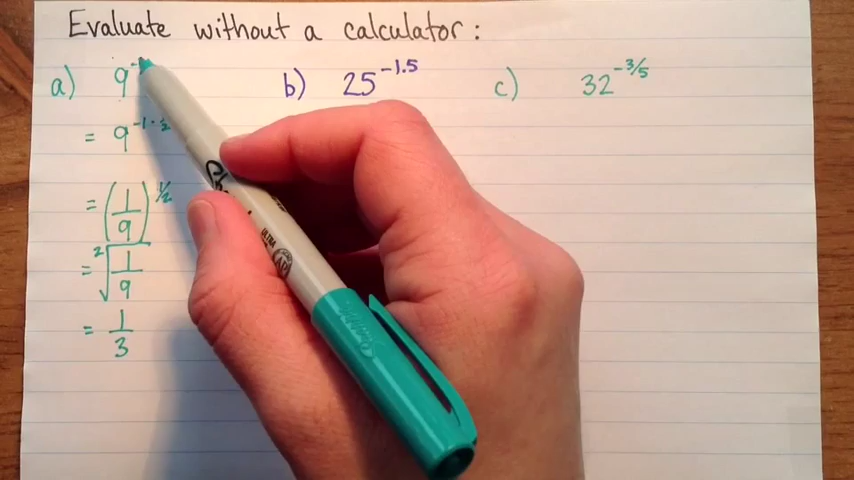 Evaluate without a calculator :
a) 9⁻ b) 25^-1.5 c) 32^-3/5
= 9^-1·½
= (1/9)^½
= ²√1/9
= 1/3
ULTRA